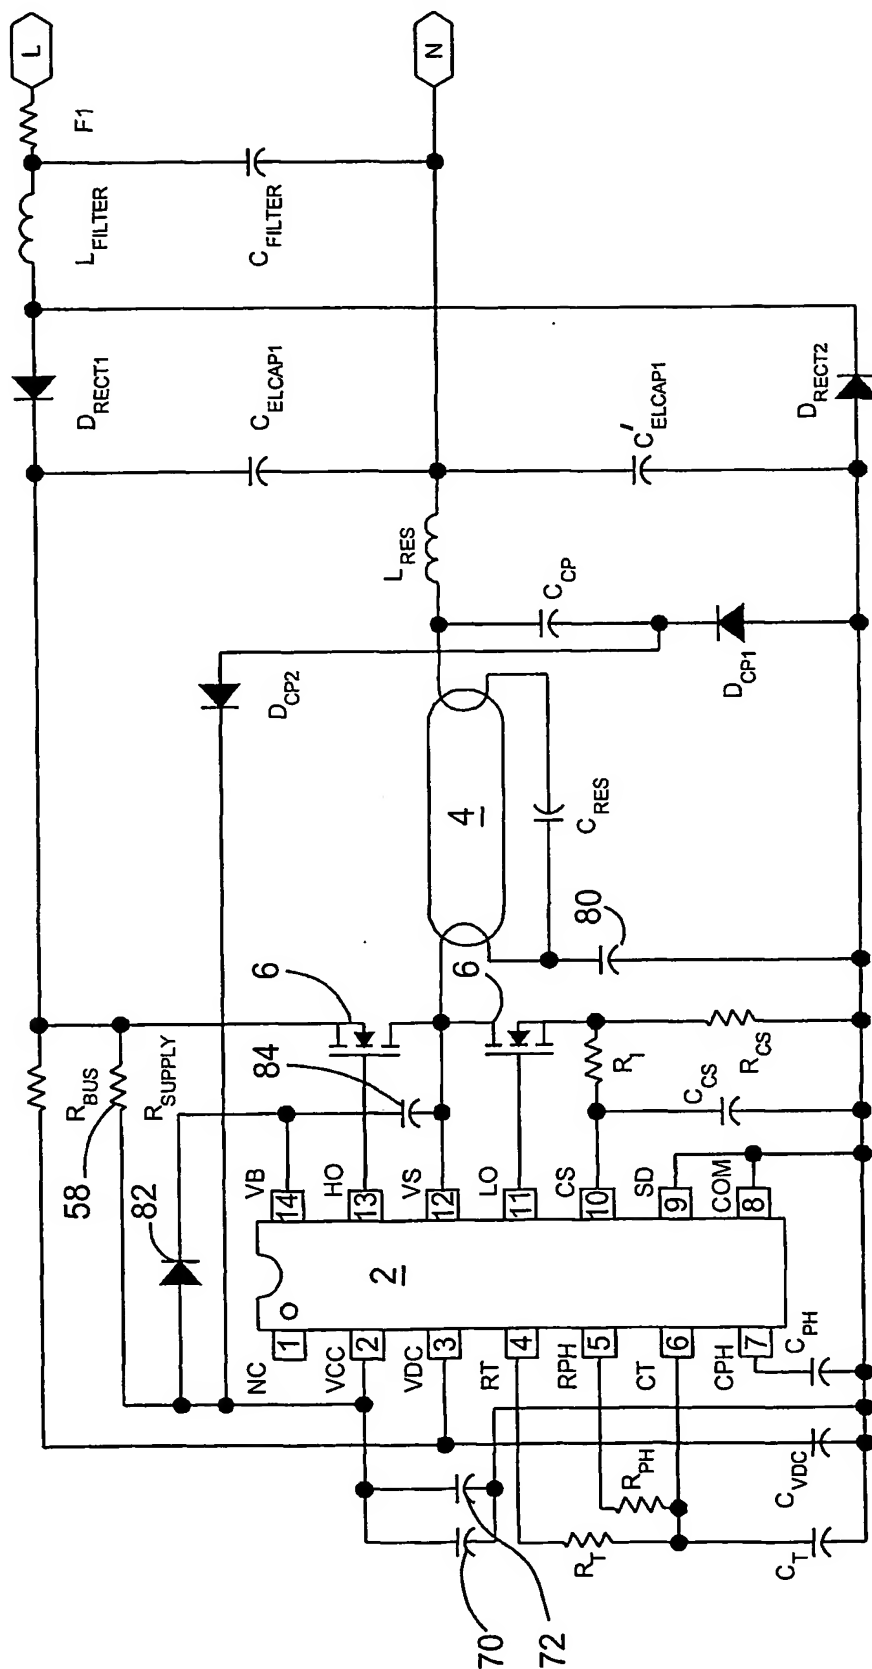 L
F1
L_FILTER
C_FILTER
N
D_RECT1
C_ELCAP1
C'_ELCAP1
D_RECT2
L_RES
C_CP
D_CP2
D_CP1
4
C_RES
80
6
6
R_BUS
58
R_SUPPLY
84
82
R_1
R_CS
C_CS
VB
HO
VS
LO
CS
SD
COM
14
13
12
11
10
9
8
2
1
2
3
4
5
6
7
NC
VCC
VDC
RT
RPH
CT
CPH
C_PH
R_PH
C_VDC
R_T
C_T
70
72